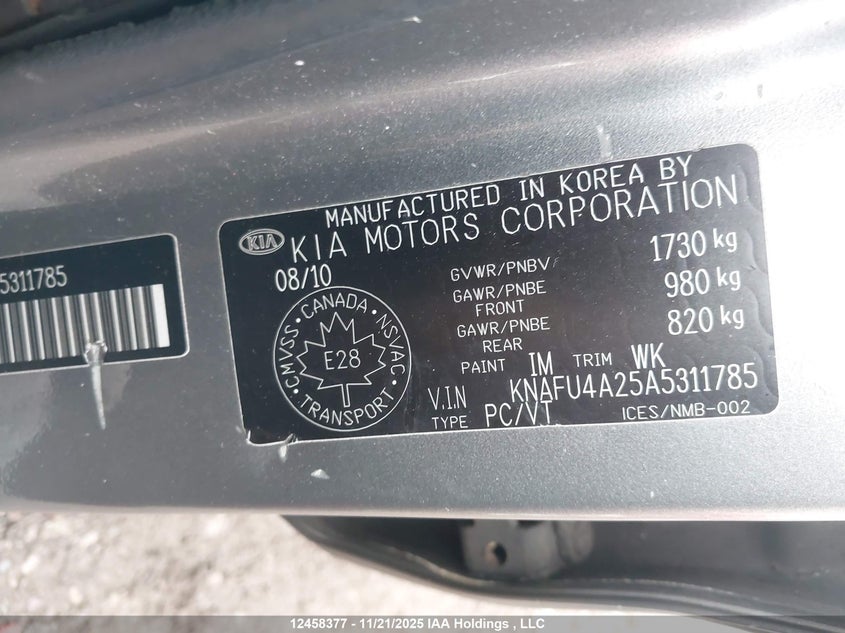 5311785
MANUFACTURED IN KOREA BY
KIA KIA MOTORS CORPORATION
08/10
GVWR/PNBV 1730 kg
GAWR/PNBE FRONT 980 kg
GAWR/PNBE REAR 820 kg
PAINT IM TRIM WK
V.I.N KNAFU4A25A5311785
TYPE PC/VT ICES/NMB-002
CMVSS • CANADA • NSVAC • TRANSPORT •
E28
12458377 - 11/21/2025 IAA Holdings , LLC